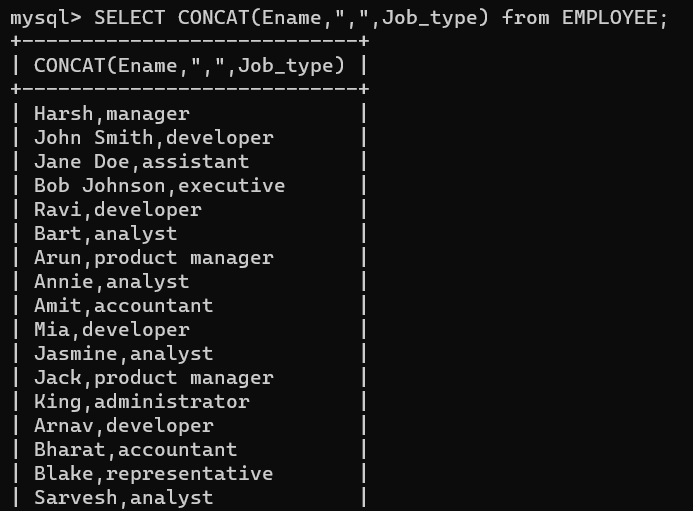 mysql> SELECT CONCAT(Ename,",",Job_type) from EMPLOYEE;
+---------------------------+
| CONCAT(Ename,",",Job_type) |
+---------------------------+
| Harsh,manager              |
| John Smith,developer       |
| Jane Doe,assistant         |
| Bob Johnson,executive      |
| Ravi,developer             |
| Bart,analyst               |
| Arun,product manager       |
| Annie,analyst              |
| Amit,accountant            |
| Mia,developer              |
| Jasmine,analyst            |
| Jack,product manager       |
| King,administrator         |
| Arnav,developer            |
| Bharat,accountant          |
| Blake,representative       |
| Sarvesh,analyst            |